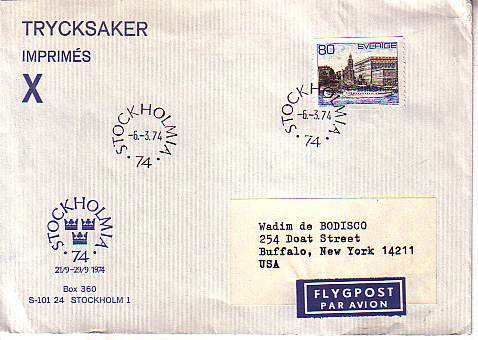 TRYCKSAKER
IMPRIMÉS
X
80 SVERIGE
STOCKHOLMIA
-6.-3.74
• 74 •
STOCKHOLMIA
-6.-3.74
• 74 •
STOCKHOLMIA
• 74 •
21/9-29/9 1974
Box 360
S-101 24 STOCKHOLM 1
Wadim de BODISCO
254 Doat Street
Buffalo, New York 14211
USA
FLYGPOST
PAR AVION